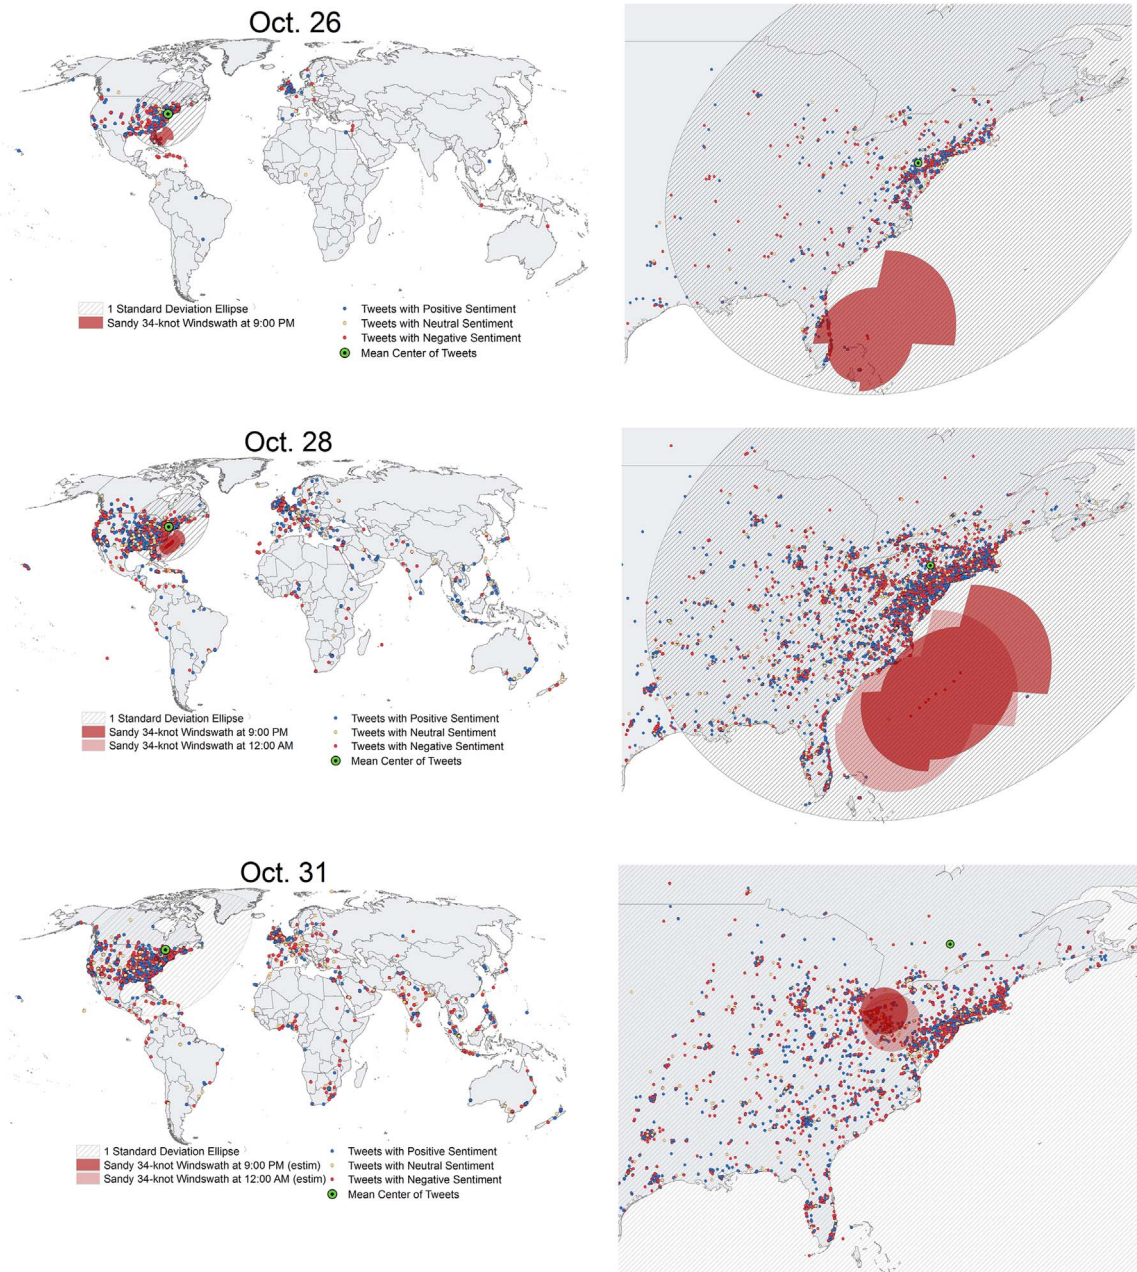 Oct. 26
1 Standard Deviation Ellipse
Sandy 34-knot Windswath at 9:00 PM
Tweets with Positive Sentiment
Tweets with Neutral Sentiment
Tweets with Negative Sentiment
Mean Center of Tweets
Oct. 28
1 Standard Deviation Ellipse
Sandy 34-knot Windswath at 9:00 PM
Sandy 34-knot Windswath at 12:00 AM
Tweets with Positive Sentiment
Tweets with Neutral Sentiment
Tweets with Negative Sentiment
Mean Center of Tweets
Oct. 31
1 Standard Deviation Ellipse
Sandy 34-knot Windswath at 9:00 PM (estim)
Sandy 34-knot Windswath at 12:00 AM (estim)
Tweets with Positive Sentiment
Tweets with Neutral Sentiment
Tweets with Negative Sentiment
Mean Center of Tweets